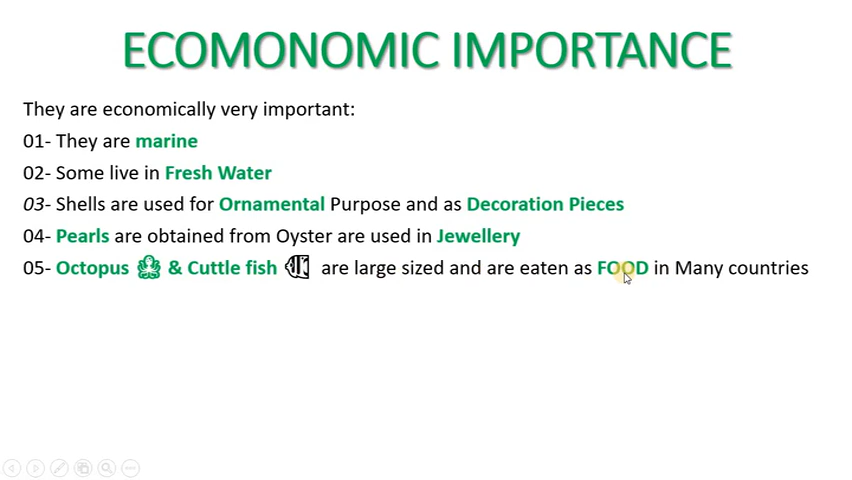 ECOMONOMIC IMPORTANCE
They are economically very important:
01- They are marine
02- Some live in Fresh Water
03- Shells are used for Ornamental Purpose and as Decoration Pieces
04- Pearls are obtained from Oyster are used in Jewellery
05- Octopus & Cuttle fish are large sized and are eaten as FOOD in Many countries